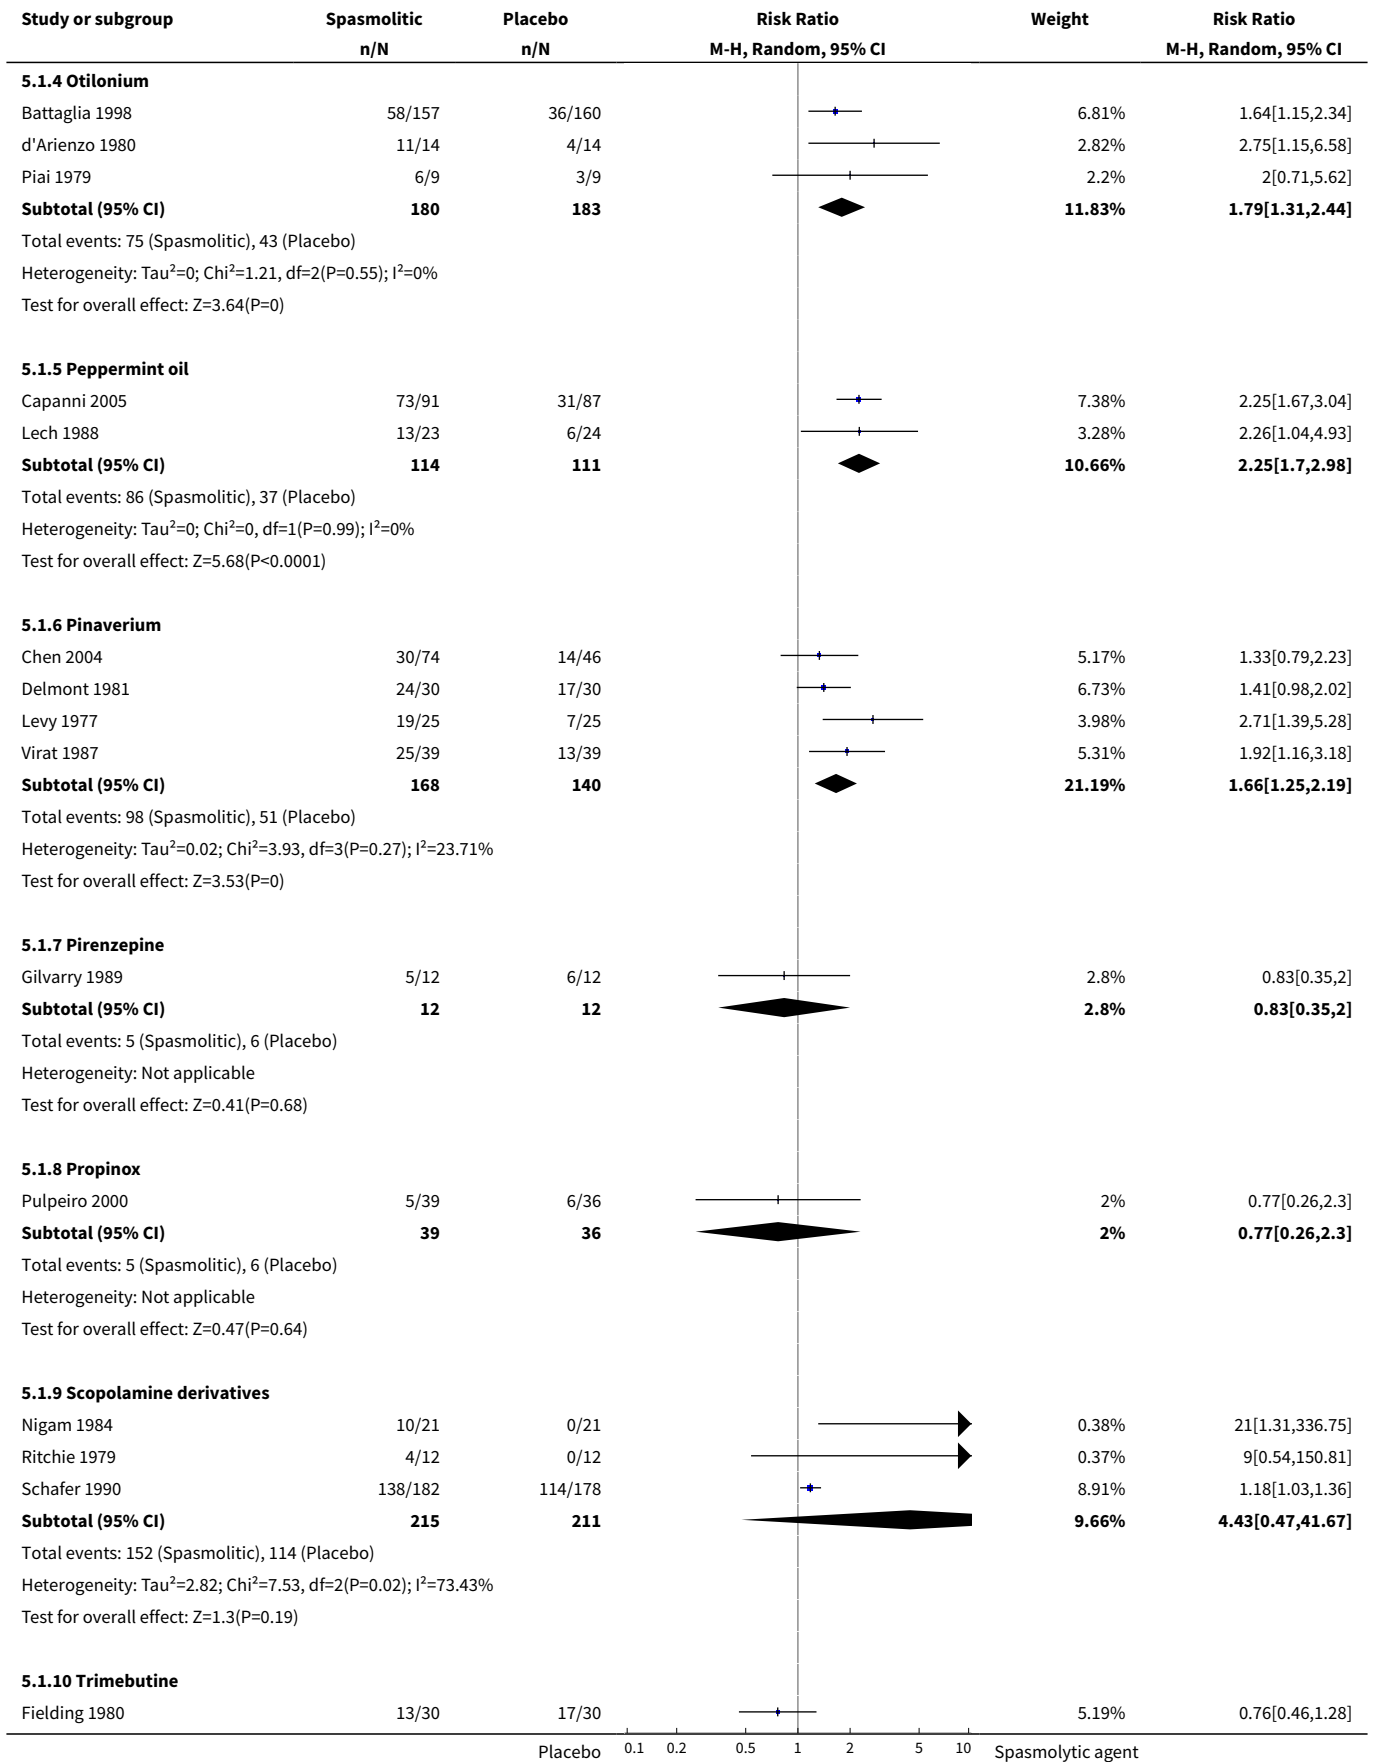 Study or subgroup Spasmolitic Placebo Risk Ratio Weight Risk Ratio
n/N n/N M-H, Random, 95% CI M-H, Random, 95% CI
5.1.4 Otilonium
Battaglia 1998 58/157 36/160 6.81% 1.64[1.15,2.34]
d'Arienzo 1980 11/14 4/14 2.82% 2.75[1.15,6.58]
Piai 1979 6/9 3/9 2.2% 2[0.71,5.62]
Subtotal (95% CI) 180 183 11.83% 1.79[1.31,2.44]
Total events: 75 (Spasmolitic), 43 (Placebo)
Heterogeneity: Tau²=0; Chi²=1.21, df=2(P=0.55); I²=0%
Test for overall effect: Z=3.64(P=0)
5.1.5 Peppermint oil
Capanni 2005 73/91 31/87 7.38% 2.25[1.67,3.04]
Lech 1988 13/23 6/24 3.28% 2.26[1.04,4.93]
Subtotal (95% CI) 114 111 10.66% 2.25[1.7,2.98]
Total events: 86 (Spasmolitic), 37 (Placebo)
Heterogeneity: Tau²=0; Chi²=0, df=1(P=0.99); I²=0%
Test for overall effect: Z=5.68(P<0.0001)
5.1.6 Pinaverium
Chen 2004 30/74 14/46 5.17% 1.33[0.79,2.23]
Delmont 1981 24/30 17/30 6.73% 1.41[0.98,2.02]
Levy 1977 19/25 7/25 3.98% 2.71[1.39,5.28]
Virat 1987 25/39 13/39 5.31% 1.92[1.16,3.18]
Subtotal (95% CI) 168 140 21.19% 1.66[1.25,2.19]
Total events: 98 (Spasmolitic), 51 (Placebo)
Heterogeneity: Tau²=0.02; Chi²=3.93, df=3(P=0.27); I²=23.71%
Test for overall effect: Z=3.53(P=0)
5.1.7 Pirenzepine
Gilvarry 1989 5/12 6/12 2.8% 0.83[0.35,2]
Subtotal (95% CI) 12 12 2.8% 0.83[0.35,2]
Total events: 5 (Spasmolitic), 6 (Placebo)
Heterogeneity: Not applicable
Test for overall effect: Z=0.41(P=0.68)
5.1.8 Propinox
Pulpeiro 2000 5/39 6/36 2% 0.77[0.26,2.3]
Subtotal (95% CI) 39 36 2% 0.77[0.26,2.3]
Total events: 5 (Spasmolitic), 6 (Placebo)
Heterogeneity: Not applicable
Test for overall effect: Z=0.47(P=0.64)
5.1.9 Scopolamine derivatives
Nigam 1984 10/21 0/21 0.38% 21[1.31,336.75]
Ritchie 1979 4/12 0/12 0.37% 9[0.54,150.81]
Schafer 1990 138/182 114/178 8.91% 1.18[1.03,1.36]
Subtotal (95% CI) 215 211 9.66% 4.43[0.47,41.67]
Total events: 152 (Spasmolitic), 114 (Placebo)
Heterogeneity: Tau²=2.82; Chi²=7.53, df=2(P=0.02); I²=73.43%
Test for overall effect: Z=1.3(P=0.19)
5.1.10 Trimebutine
Fielding 1980 13/30 17/30 5.19% 0.76[0.46,1.28]
Placebo 0.1 0.2 0.5 1 2 5 10 Spasmolytic agent